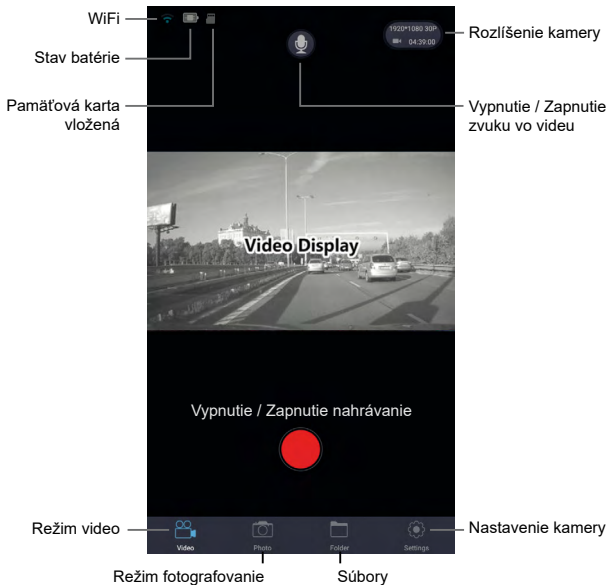 WiFi
Stav batérie
Pamäťová karta
vložená
1920*1080 30P
04:39:00
Rozlíšenie kamery
Vypnutie / Zapnutie
zvuku vo videu
Video Display
Vypnutie / Zapnutie nahrávanie
Režim video
Video
Photo
Folder
Settings
Nastavenie kamery
Režim fotografovanie
Súbory